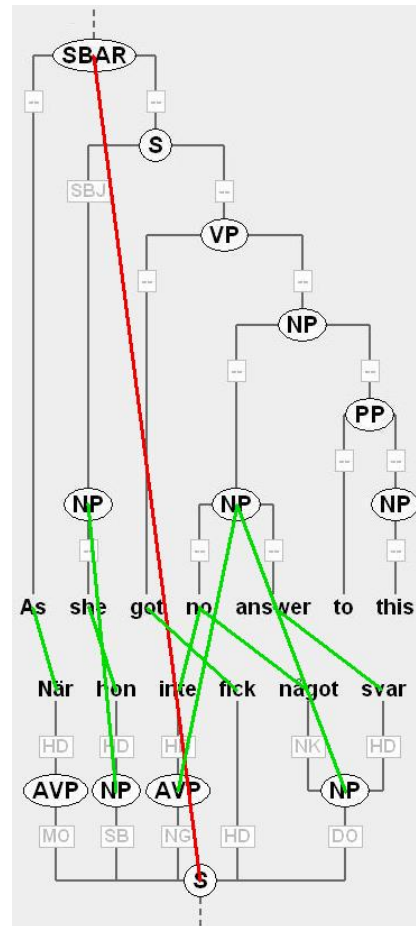 SBAR
-- --
S
SBJ --
VP
-- --
NP
-- --
PP
-- --
NP NP NP
-- -- -- --
As she got no answer to this
När hon inte fick något svar
HD HD HD NK HD
AVP NP AVP NP
MO SB NG HD DO
S